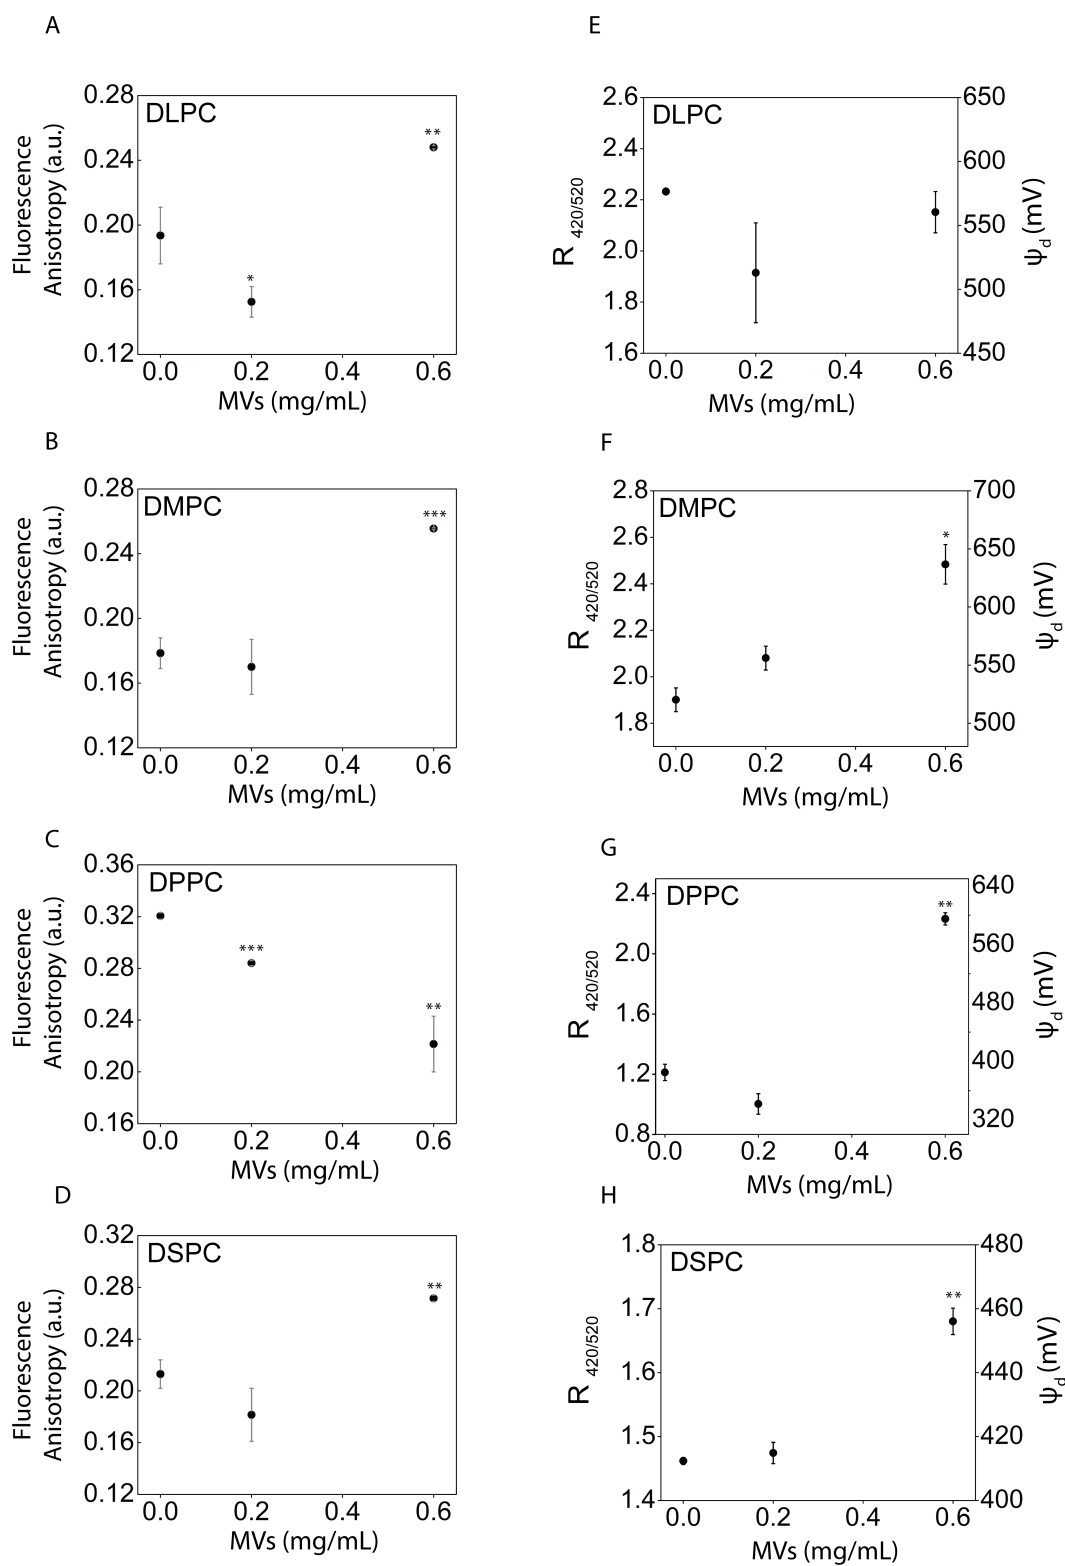 A
0.28
DLPC
**
0.24
0.20
*
0.16
0.12
0.0 0.2 0.4 0.6
MVs (mg/mL)
Fluorescence
Anisotropy (a.u.)
E
2.6
650
DLPC
2.4
600
2.2
550
2.0
500
1.8
1.6
450
0.0 0.2 0.4 0.6
MVs (mg/mL)
R 420/520
ψd (mV)
B
0.28
DMPC
***
0.24
0.20
0.16
0.12
0.0 0.2 0.4 0.6
MVs (mg/mL)
Fluorescence
Anisotropy (a.u.)
F
2.8
700
DMPC
2.6
*
650
2.4
600
2.2
550
2.0
1.8
500
0.0 0.2 0.4 0.6
MVs (mg/mL)
R 420/520
ψd (mV)
C
0.36
DPPC
0.32
***
0.28
**
0.24
0.20
0.16
0.0 0.2 0.4 0.6
MVs (mg/mL)
Fluorescence
Anisotropy (a.u.)
G
2.4
640
DPPC
**
2.0
560
1.6
480
1.2
400
0.8
320
0.0 0.2 0.4 0.6
MVs (mg/mL)
R 420/520
ψd (mV)
D
0.32
DSPC
**
0.28
0.24
0.20
0.16
0.12
0.0 0.2 0.4 0.6
MVs (mg/mL)
Fluorescence
Anisotropy (a.u.)
H
1.8
480
DSPC
**
1.7
460
1.6
440
1.5
420
1.4
400
0.0 0.2 0.4 0.6
MVs (mg/mL)
R 420/520
ψd (mV)